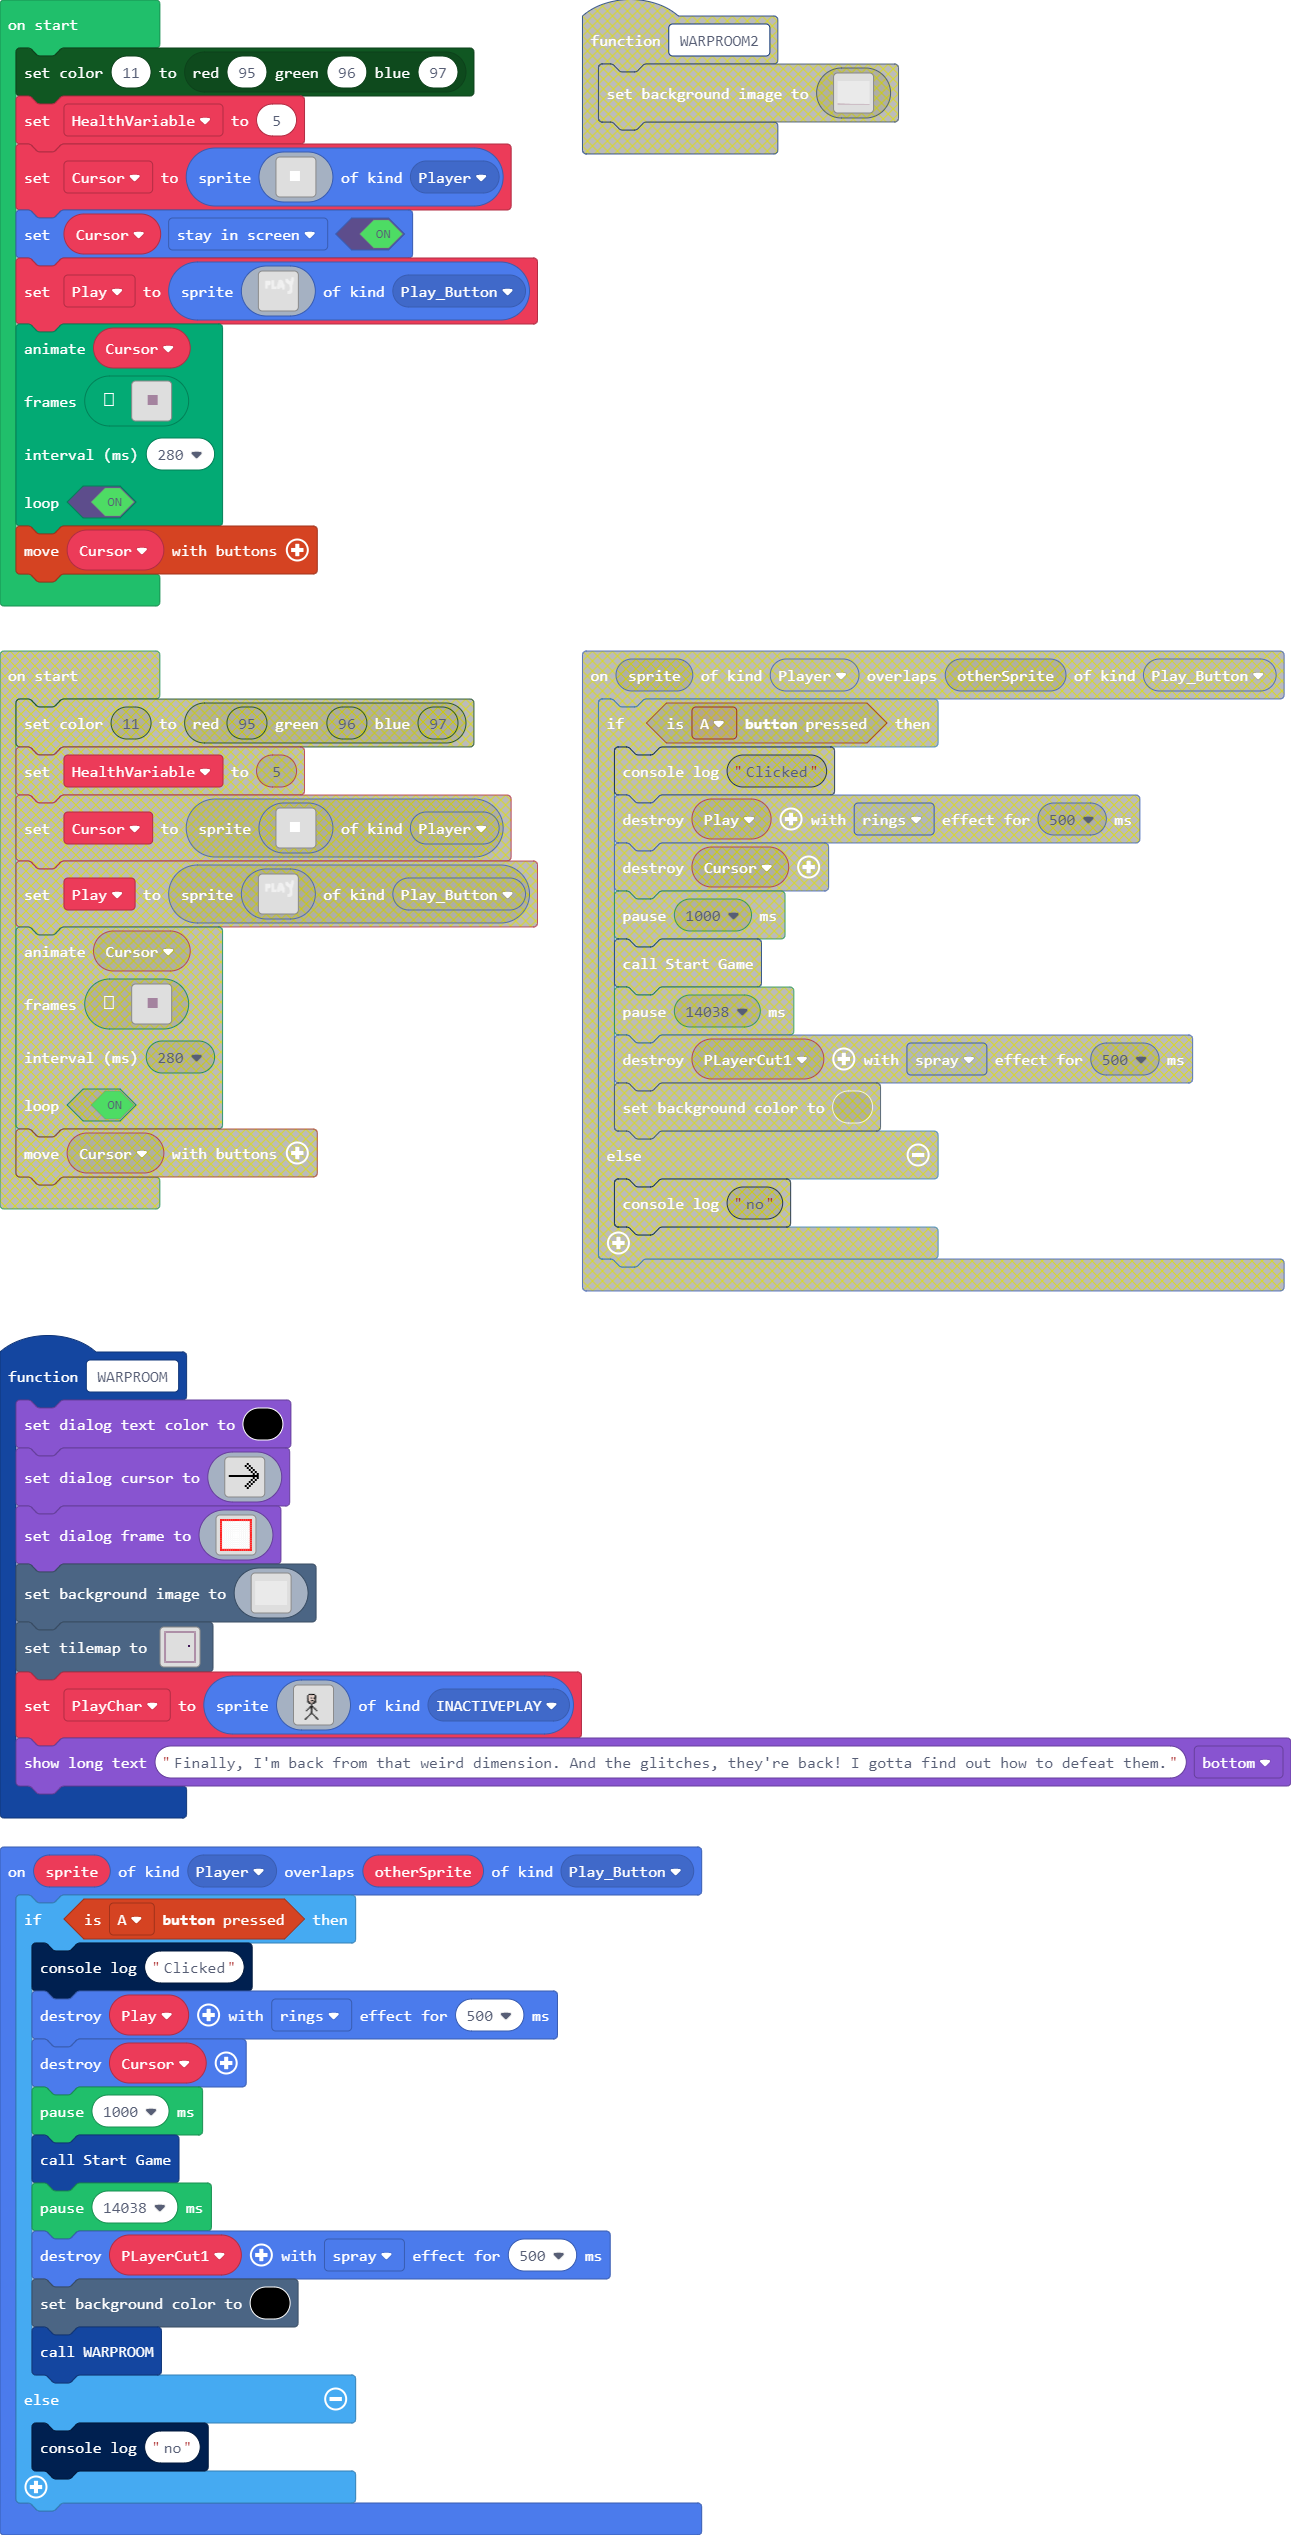 on start
set color 11 to red 95 green 96 blue 97
set HealthVariable to 5
set Cursor to sprite of kind Player
set Cursor stay in screen ON
set Play to sprite PLAY of kind Play_Button
animate Cursor
frames
interval (ms) 280
loop ON
move Cursor with buttons
function WARPROOM2
set background image to
on start
set color 11 to red 95 green 96 blue 97
set HealthVariable to 5
set Cursor to sprite of kind Player
set Play to sprite PLAY of kind Play_Button
animate Cursor
frames
interval (ms) 280
loop ON
move Cursor with buttons
on sprite of kind Player overlaps otherSprite of kind Play_Button
if is A button pressed then
console log "Clicked"
destroy Play with rings effect for 500 ms
destroy Cursor
pause 1000 ms
call Start Game
pause 14038 ms
destroy PLayerCut1 with spray effect for 500 ms
set background color to
else
console log "no"
function WARPROOM
set dialog text color to
set dialog cursor to
set dialog frame to
set background image to
set tilemap to
set PlayChar to sprite of kind INACTIVEPLAY
show long text "Finally, I'm back from that weird dimension. And the glitches, they're back! I gotta find out how to defeat them." bottom
on sprite of kind Player overlaps otherSprite of kind Play_Button
if is A button pressed then
console log "Clicked"
destroy Play with rings effect for 500 ms
destroy Cursor
pause 1000 ms
call Start Game
pause 14038 ms
destroy PLayerCut1 with spray effect for 500 ms
set background color to
call WARPROOM
else
console log "no"